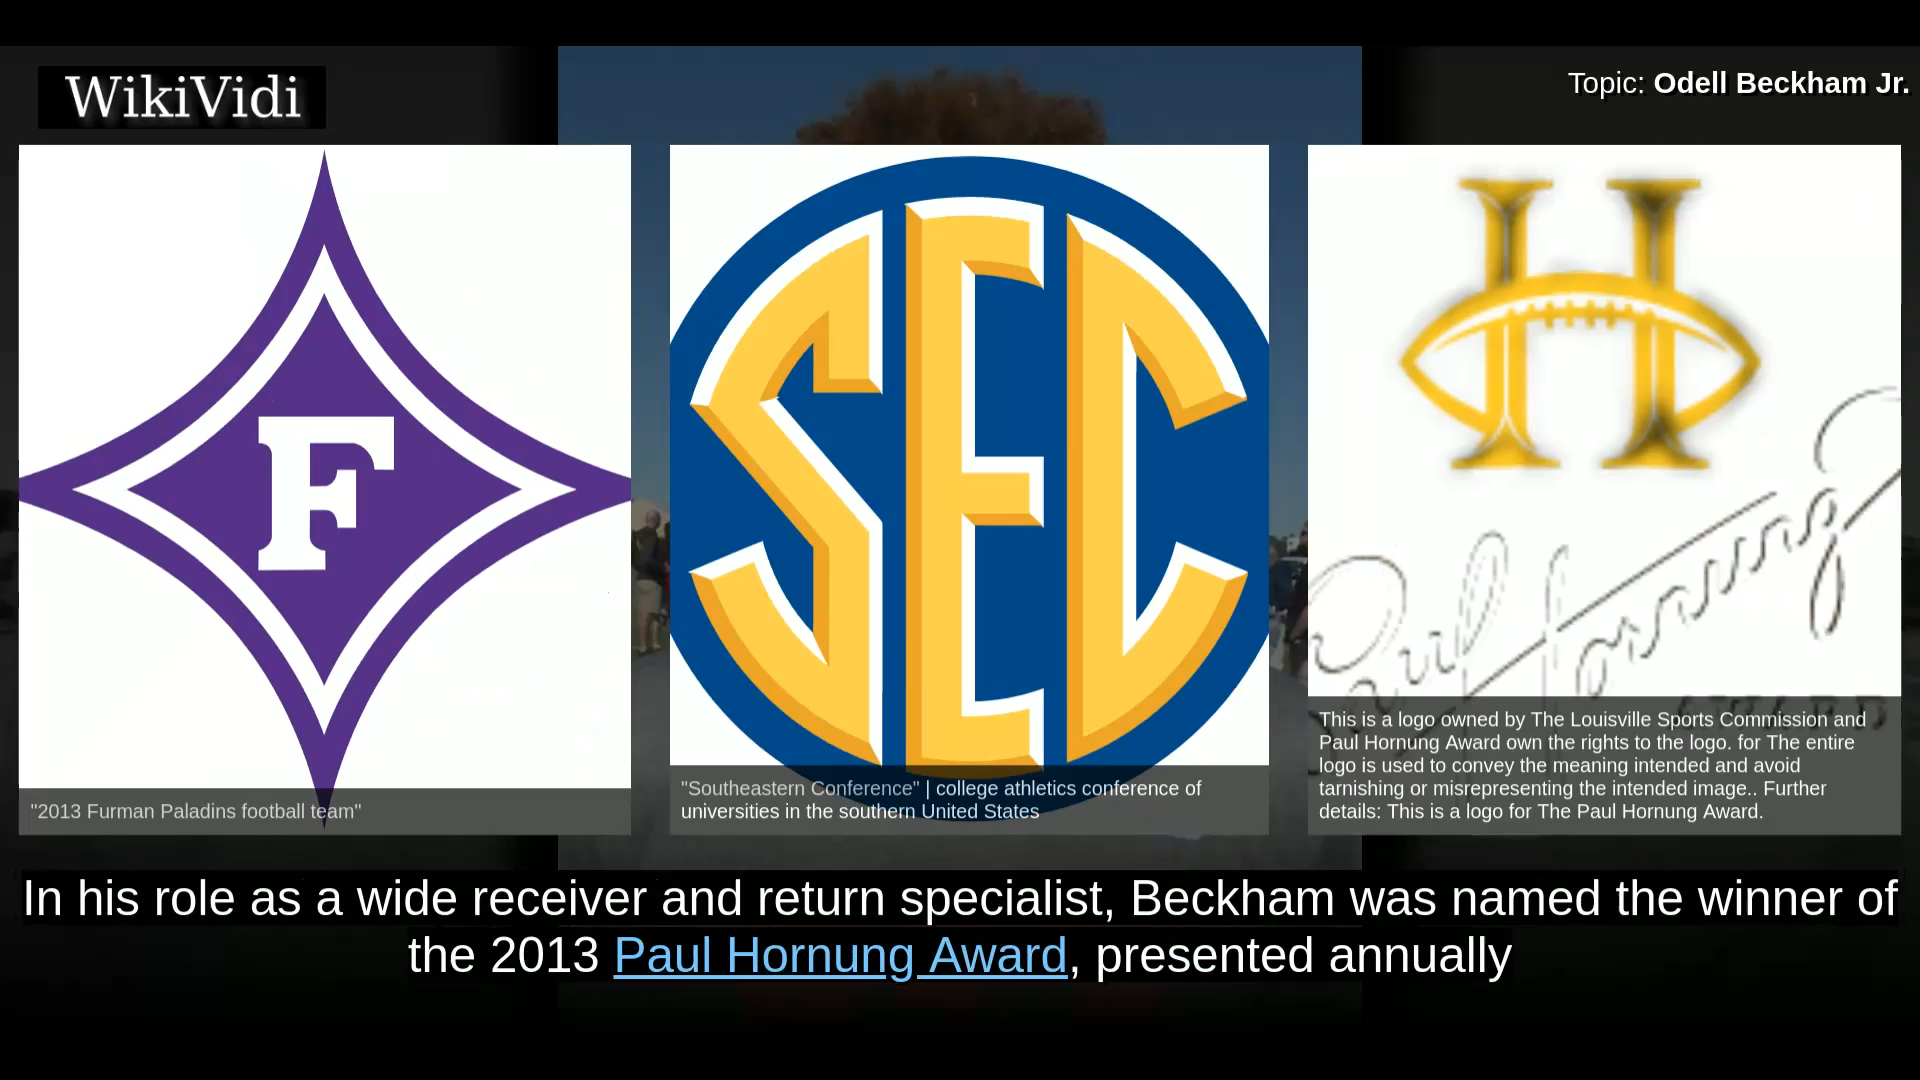 WikiVidi
Topic: Odell Beckham Jr.
F
SEC
H
Paul Hornung
"2013 Furman Paladins football team"
"Southeastern Conference" | college athletics conference of
universities in the southern United States
This is a logo owned by The Louisville Sports Commission and
Paul Hornung Award own the rights to the logo. for The entire
logo is used to convey the meaning intended and avoid
tarnishing or misrepresenting the intended image.. Further
details: This is a logo for The Paul Hornung Award.
In his role as a wide receiver and return specialist, Beckham was named the winner of
the 2013 Paul Hornung Award, presented annually